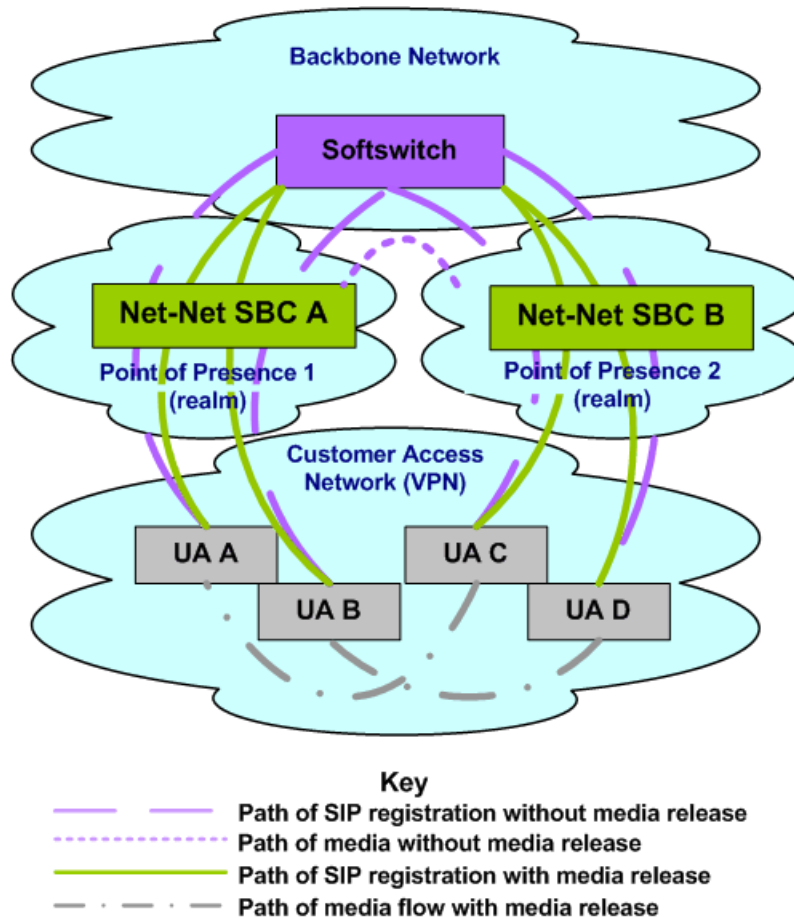 Backbone Network
Softswitch
Net-Net SBC A
Net-Net SBC B
Point of Presence 1
(realm)
Point of Presence 2
(realm)
Customer Access
Network (VPN)
UA A
UA C
UA B
UA D
Key
Path of SIP registration without media release
Path of media without media release
Path of SIP registration with media release
Path of media flow with media release